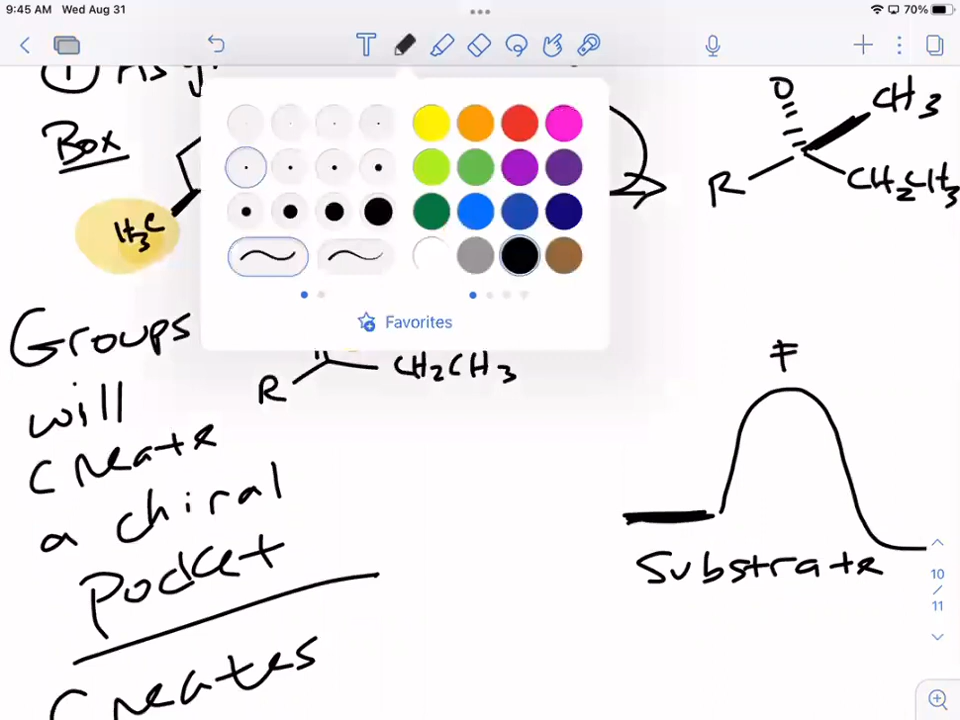 9:45 AM Wed Aug 31
70%
T
Box
H3C
O
CH3
R
CH2CH3
Favorites
R
CH2CH3
Groups
will
create
a chiral
pocket
Creates
‡
Substrate
10
/
11